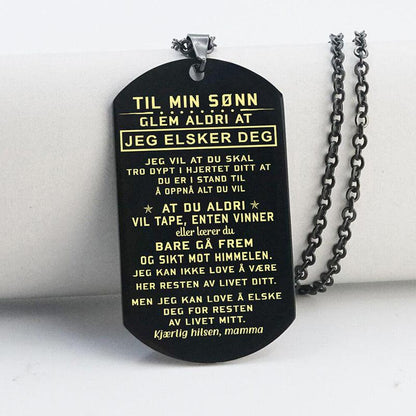 TIL MIN SØNN
GLEM ALDRI AT
JEG ELSKER DEG
JEG VIL AT DU SKAL
TRO DYPT I HJERTET DITT AT
DU ER I STAND TIL
Å OPPNÅ ALT DU VIL
AT DU ALDRI
VIL TAPE, ENTEN VINNER
eller lærer du
BARE GÅ FREM
OG SIKT MOT HIMMELEN.
JEG KAN IKKE LOVE Å VÆRE
HER RESTEN AV LIVET DITT.
MEN JEG KAN LOVE Å ELSKE
DEG FOR RESTEN
AV LIVET MITT.
Kjærlig hilsen, mamma